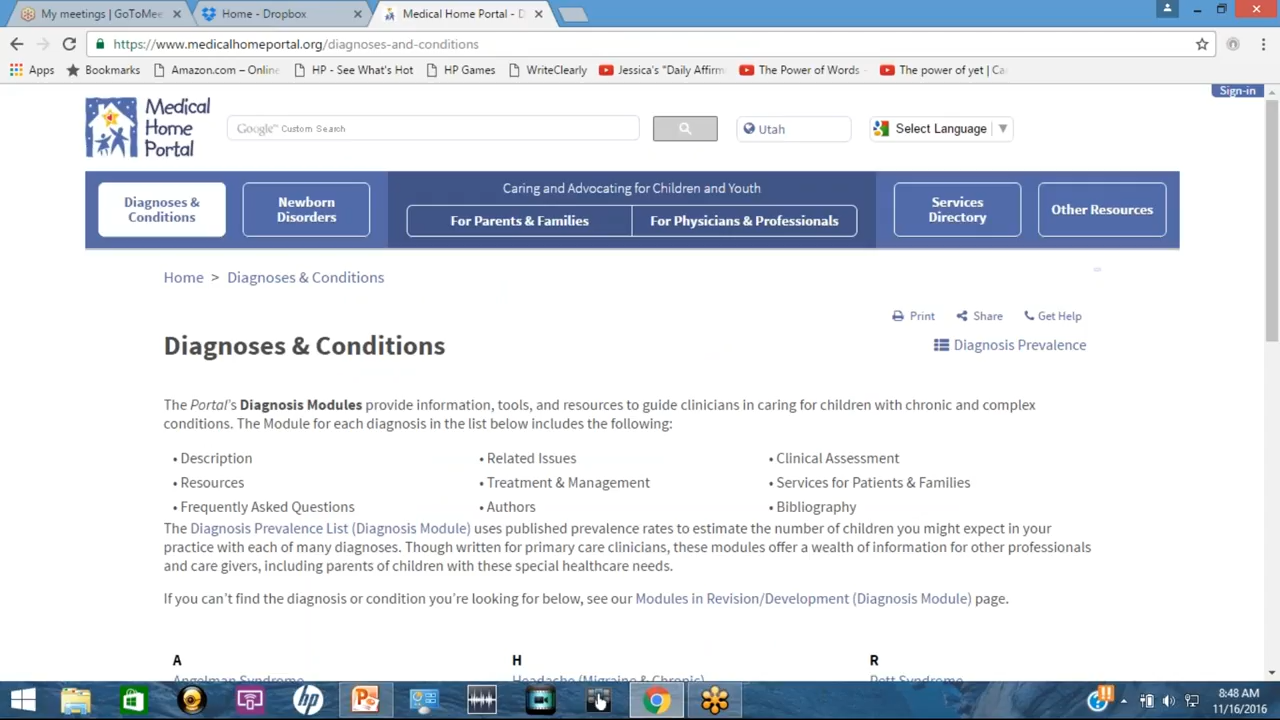 My meetings | GoToMee
Home - Dropbox
Medical Home Portal - D
https://www.medicalhomeportal.org/diagnoses-and-conditions
Apps
Bookmarks
Amazon.com – Online
HP - See What's Hot
HP Games
WriteClearly
Jessica's "Daily Affirm
The Power of Words -
The power of yet | Ca
Sign-in
Medical
Home
Portal
Google™ Custom Search
Utah
Select Language
Diagnoses &
Conditions
Newborn
Disorders
Caring and Advocating for Children and Youth
For Parents & Families
For Physicians & Professionals
Services
Directory
Other Resources
Home > Diagnoses & Conditions
Print
Share
Get Help
Diagnoses & Conditions
Diagnosis Prevalence
The Portal's Diagnosis Modules provide information, tools, and resources to guide clinicians in caring for children with chronic and complex
conditions. The Module for each diagnosis in the list below includes the following:
• Description
• Related Issues
• Clinical Assessment
• Resources
• Treatment & Management
• Services for Patients & Families
• Frequently Asked Questions
• Authors
• Bibliography
The Diagnosis Prevalence List (Diagnosis Module) uses published prevalence rates to estimate the number of children you might expect in your
practice with each of many diagnoses. Though written for primary care clinicians, these modules offer a wealth of information for other professionals
and care givers, including parents of children with these special healthcare needs.
If you can't find the diagnosis or condition you're looking for below, see our Modules in Revision/Development (Diagnosis Module) page.
A
H
R
Angelman Syndrome
Headache (Migraine & Chronic)
Rett Syndrome
8:48 AM
11/16/2016